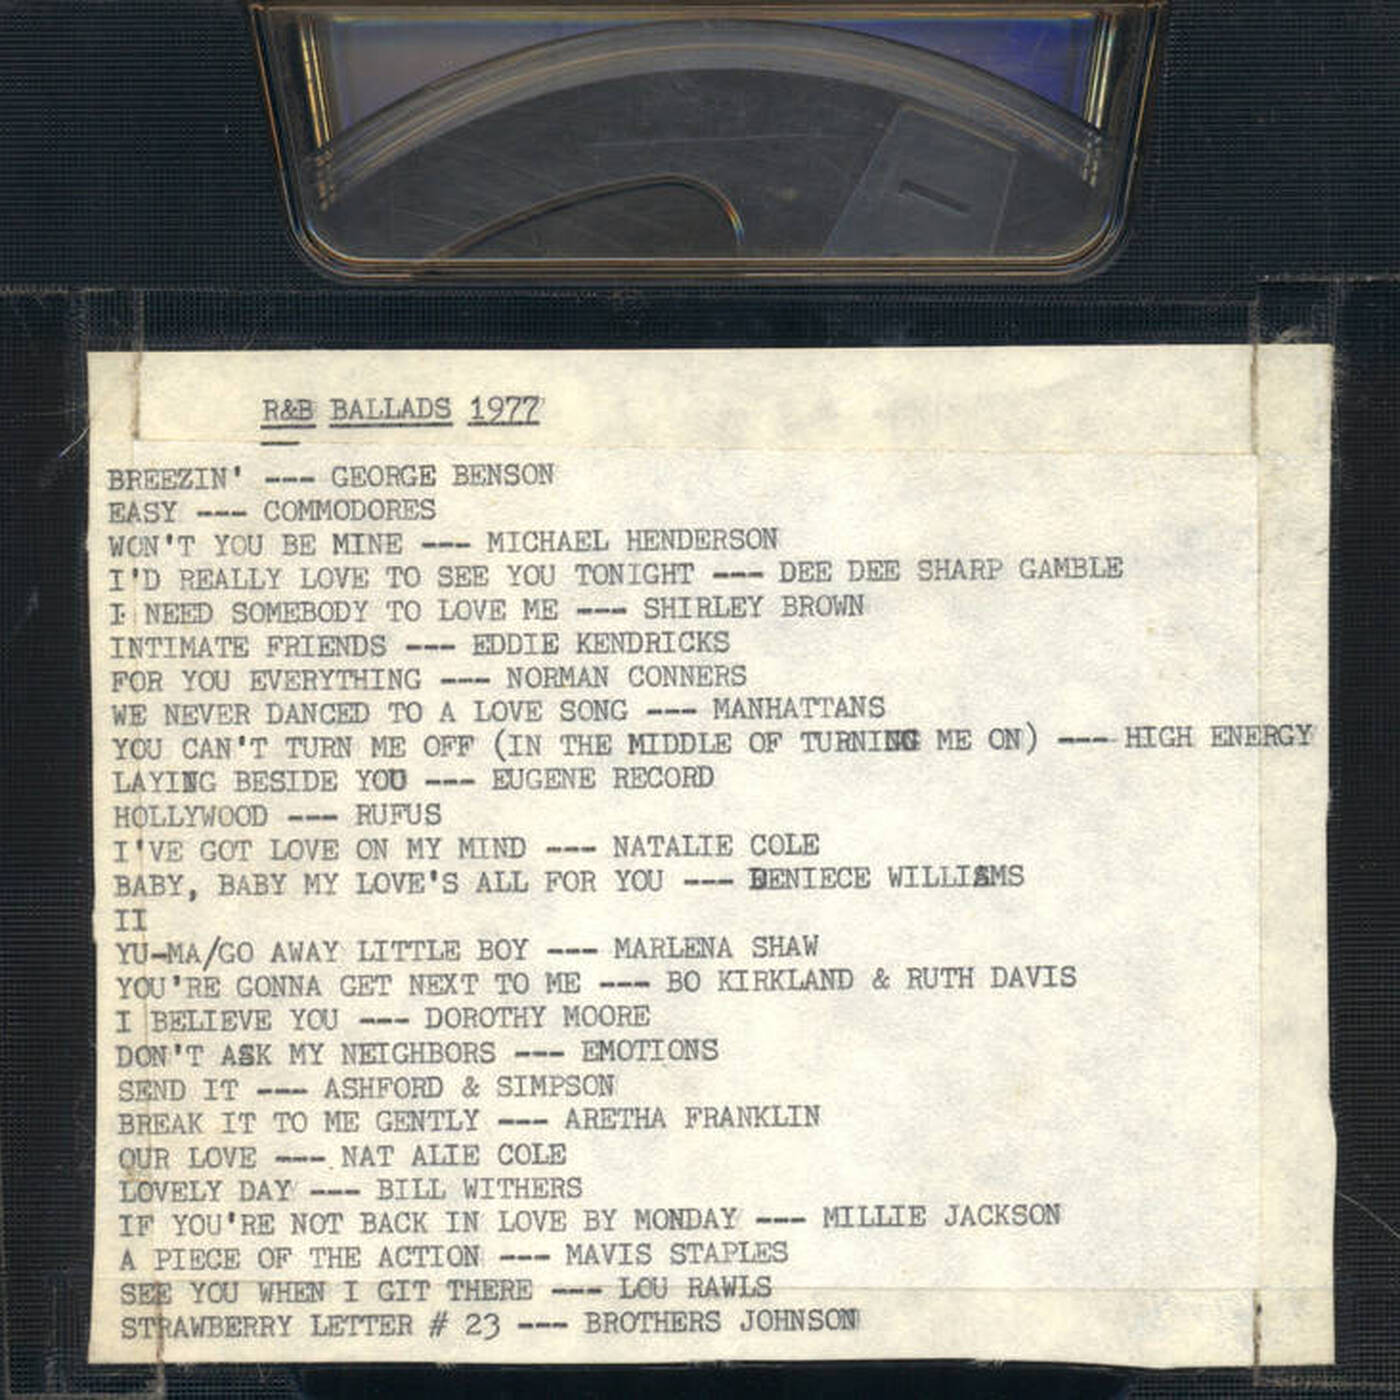 R&B BALLADS 1977
BREEZIN' --- GEORGE BENSON
EASY --- COMMODORES
WON'T YOU BE MINE --- MICHAEL HENDERSON
I'D REALLY LOVE TO SEE YOU TONIGHT --- DEE DEE SHARP GAMBLE
I NEED SOMEBODY TO LOVE ME --- SHIRLEY BROWN
INTIMATE FRIENDS --- EDDIE KENDRICKS
FOR YOU EVERYTHING --- NORMAN CONNERS
WE NEVER DANCED TO A LOVE SONG --- MANHATTANS
YOU CAN'T TURN ME OFF (IN THE MIDDLE OF TURNING ME ON) --- HIGH ENERGY
LAYING BESIDE YOU --- EUGENE RECORD
HOLLYWOOD --- RUFUS
I'VE GOT LOVE ON MY MIND --- NATALIE COLE
BABY, BABY MY LOVE'S ALL FOR YOU --- DENIECE WILLIAMS
II
YU-MA/GO AWAY LITTLE BOY --- MARLENA SHAW
YOU'RE GONNA GET NEXT TO ME --- BO KIRKLAND & RUTH DAVIS
I BELIEVE YOU --- DOROTHY MOORE
DON'T ASK MY NEIGHBORS --- EMOTIONS
SEND IT --- ASHFORD & SIMPSON
BREAK IT TO ME GENTLY --- ARETHA FRANKLIN
OUR LOVE --- NAT ALIE COLE
LOVELY DAY --- BILL WITHERS
IF YOU'RE NOT BACK IN LOVE BY MONDAY --- MILLIE JACKSON
A PIECE OF THE ACTION --- MAVIS STAPLES
SEE YOU WHEN I GIT THERE --- LOU RAWLS
STRAWBERRY LETTER # 23 --- BROTHERS JOHNSON